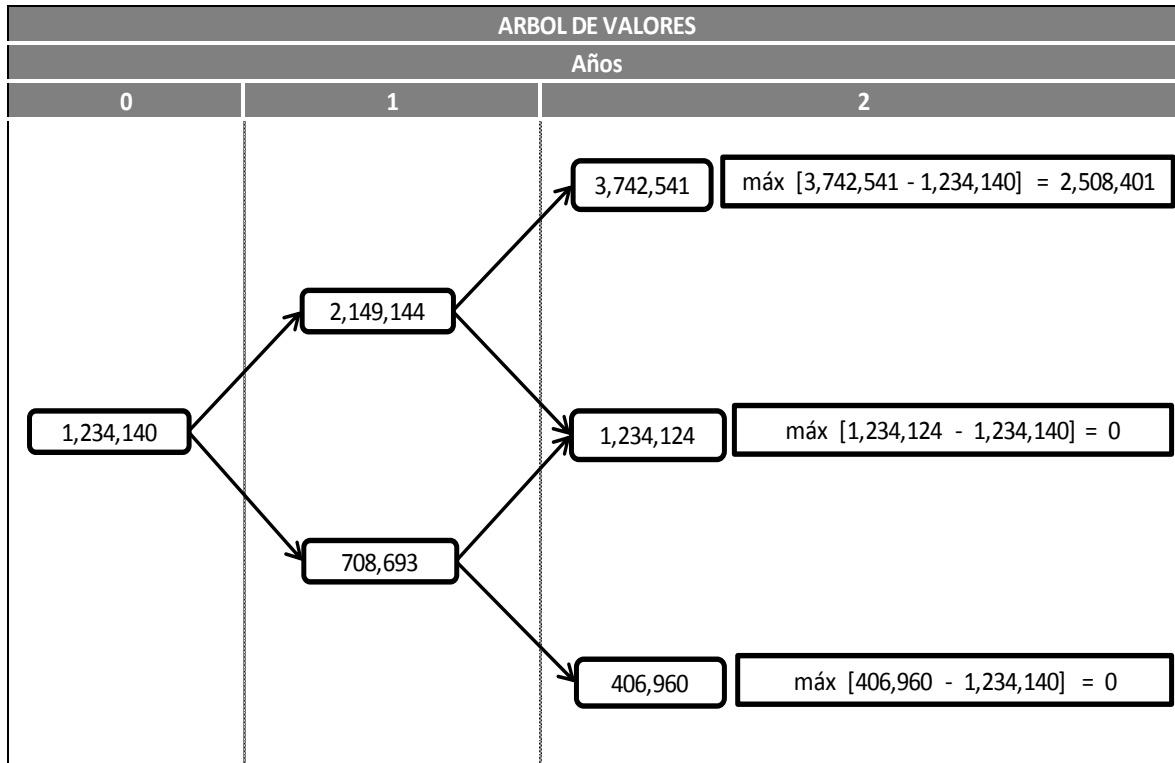 ARBOL DE VALORES
Años
0 1 2
3,742,541 máx [3,742,541 - 1,234,140] = 2,508,401
2,149,144
1,234,140 1,234,124 máx [1,234,124 - 1,234,140] = 0
708,693
406,960 máx [406,960 - 1,234,140] = 0